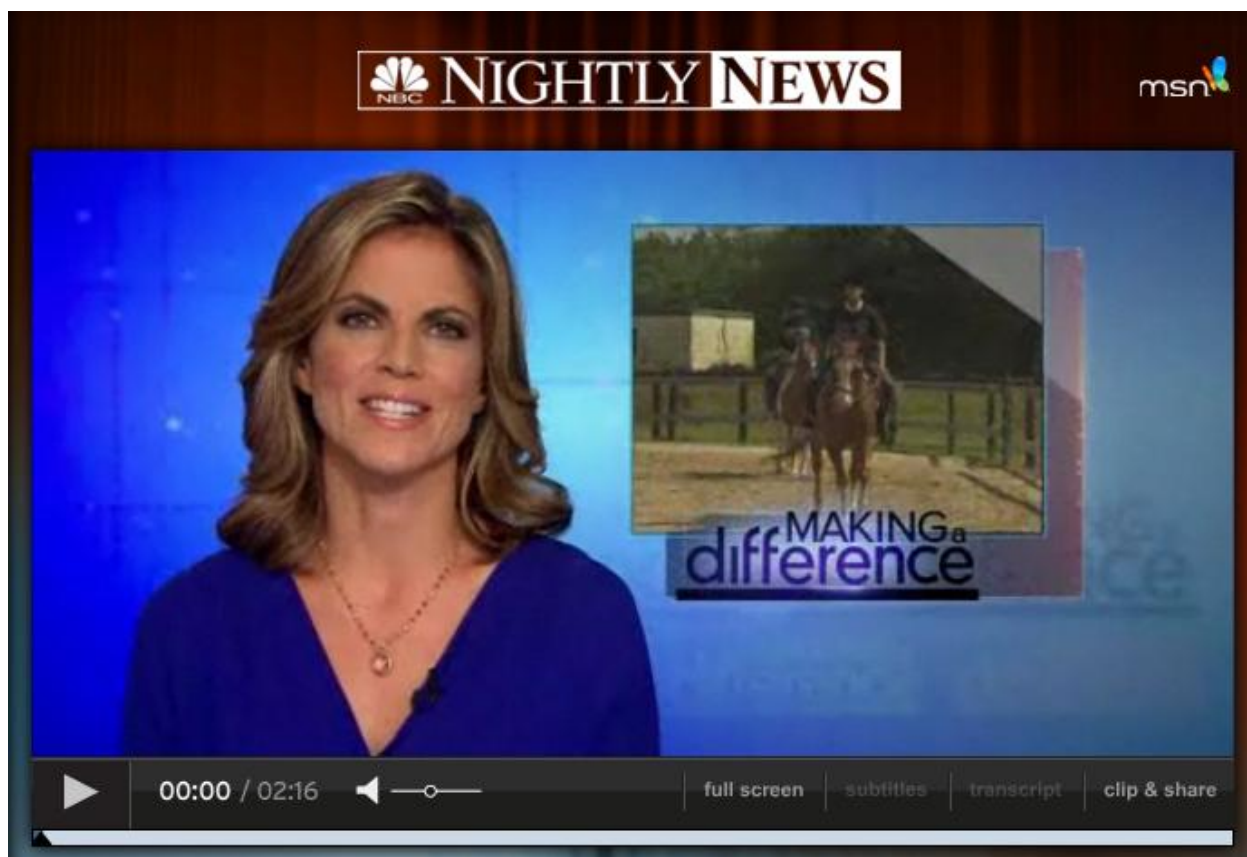 NBC NIGHTLY NEWS
msn
MAKING a
difference
00:00 / 02:16 full screen subtitles transcript clip & share